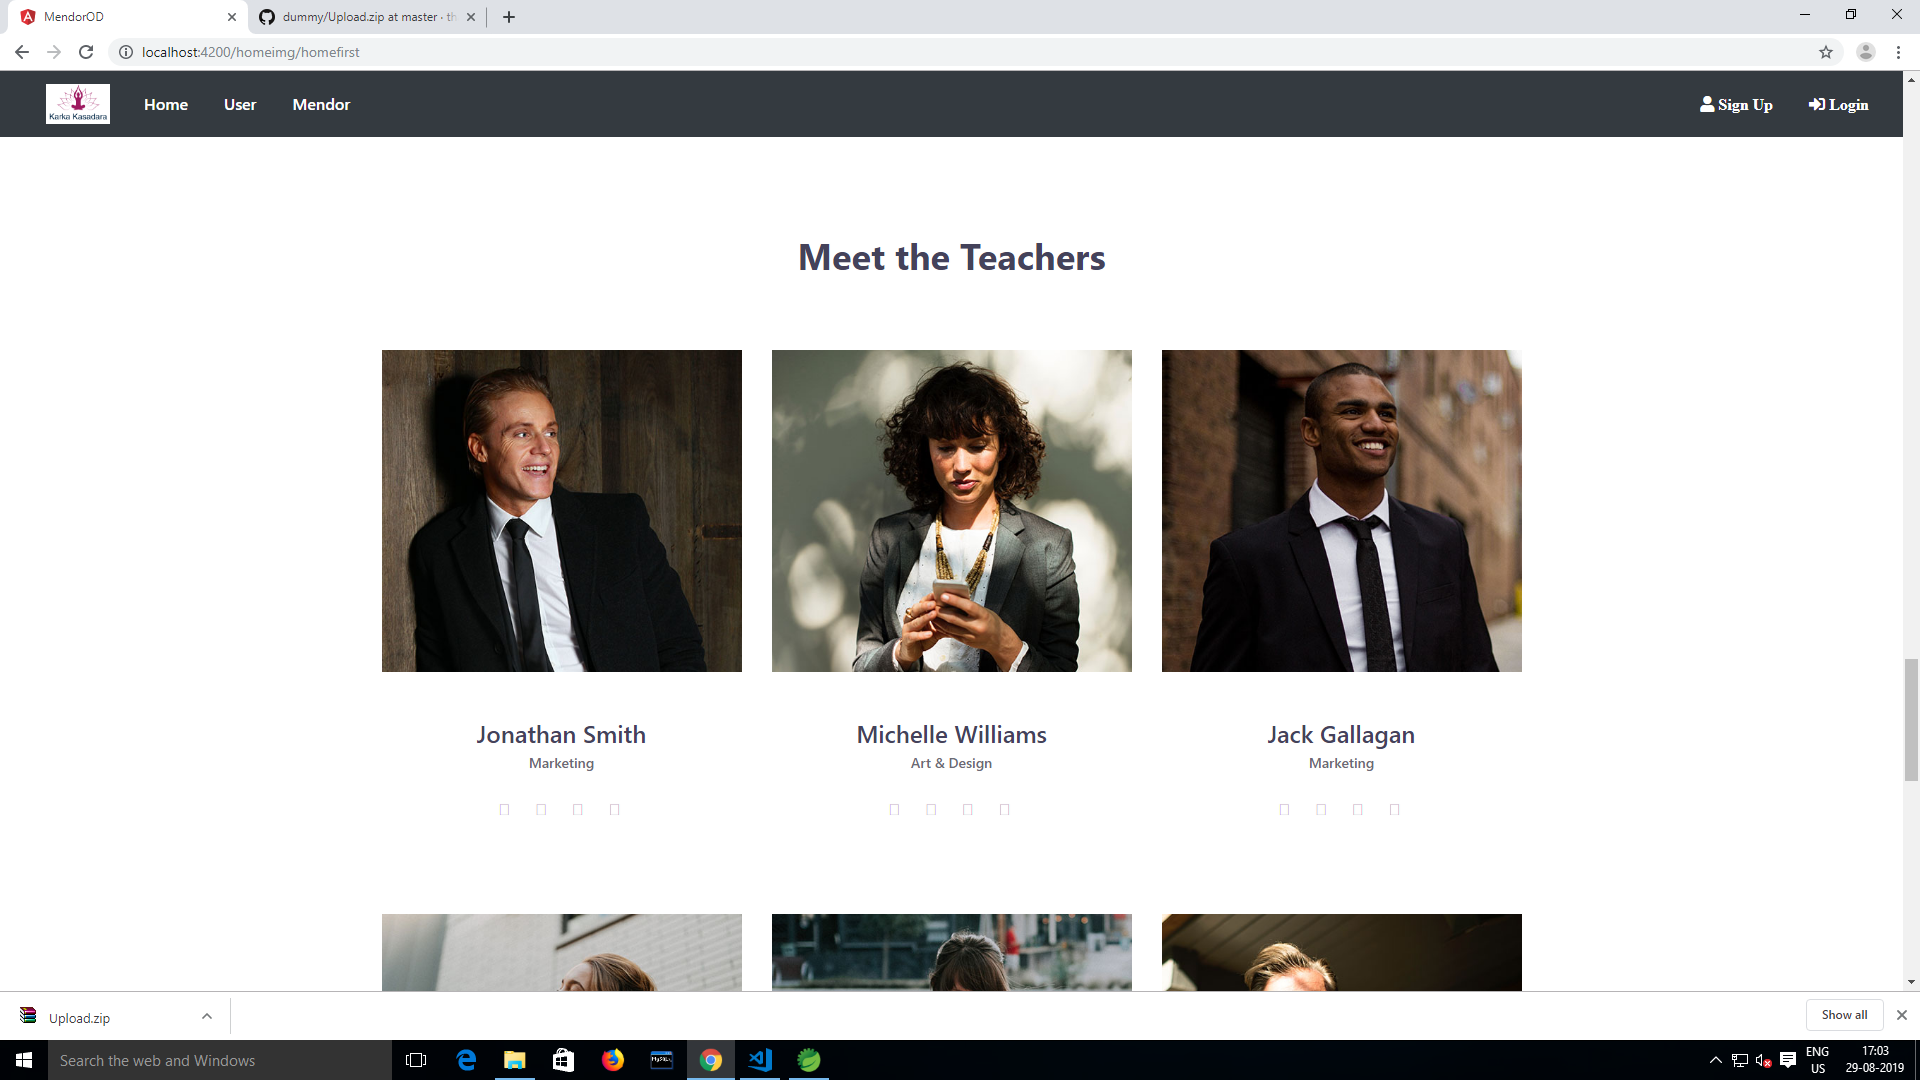 MendorOD
dummy/Upload.zip at master · th
localhost:4200/homeimg/homefirst
Karka Kasadara
Home
User
Mendor
Sign Up
Login
Meet the Teachers
Jonathan Smith
Marketing
Michelle Williams
Art & Design
Jack Gallagan
Marketing
Upload.zip
Show all
Search the web and Windows
MySQL
ENG
US
17:03
29-08-2019